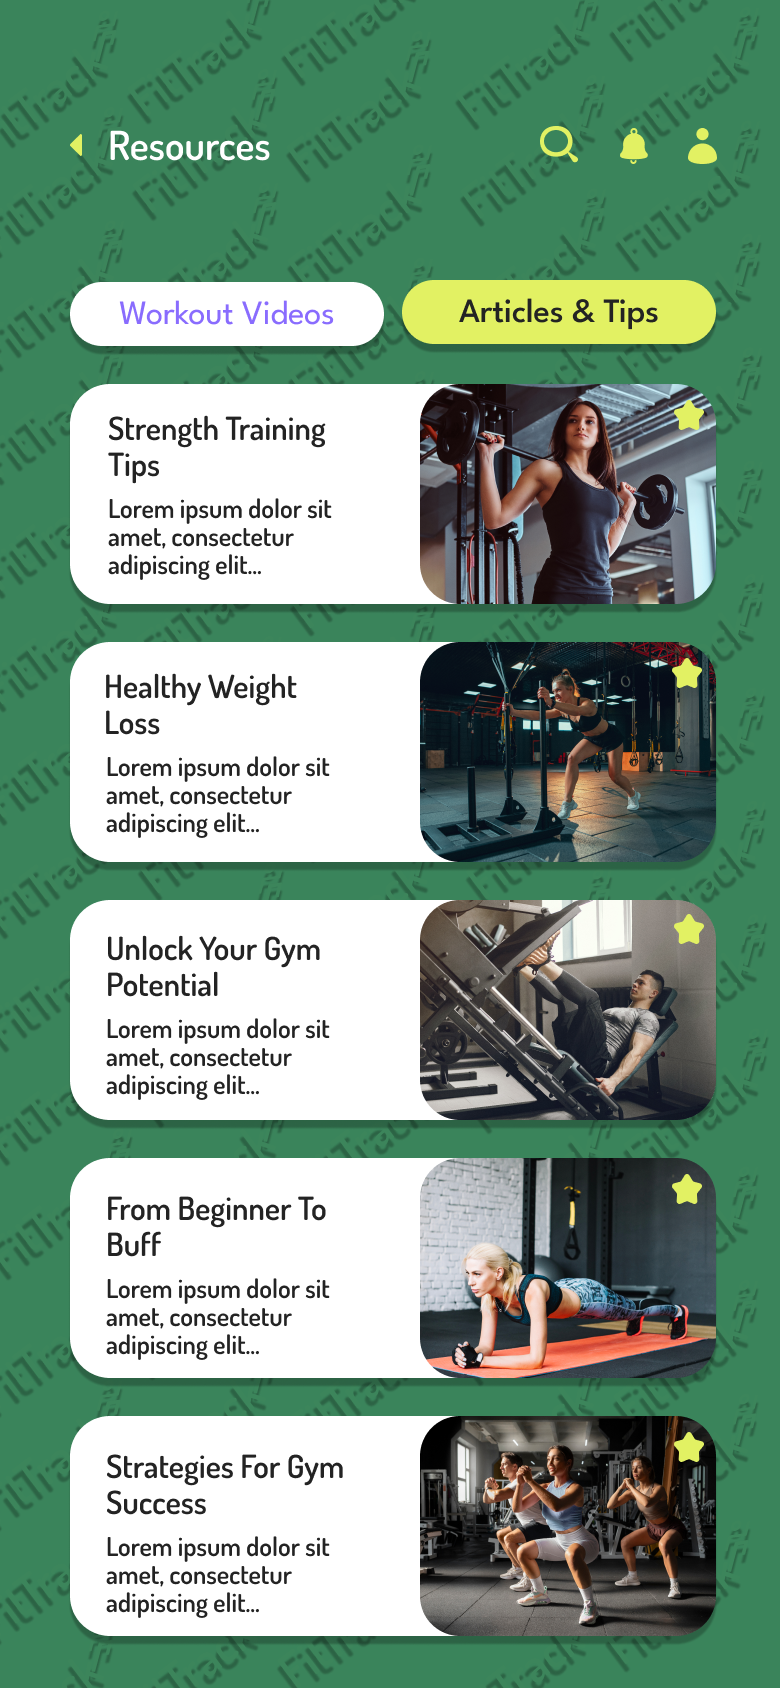 Resources
Workout Videos
Articles & Tips
Strength Training
Tips
Lorem ipsum dolor sit
amet, consectetur
adipiscing elit...
Healthy Weight
Loss
Lorem ipsum dolor sit
amet, consectetur
adipiscing elit...
Unlock Your Gym
Potential
Lorem ipsum dolor sit
amet, consectetur
adipiscing elit...
From Beginner To
Buff
Lorem ipsum dolor sit
amet, consectetur
adipiscing elit...
Strategies For Gym
Success
Lorem ipsum dolor sit
amet, consectetur
adipiscing elit...